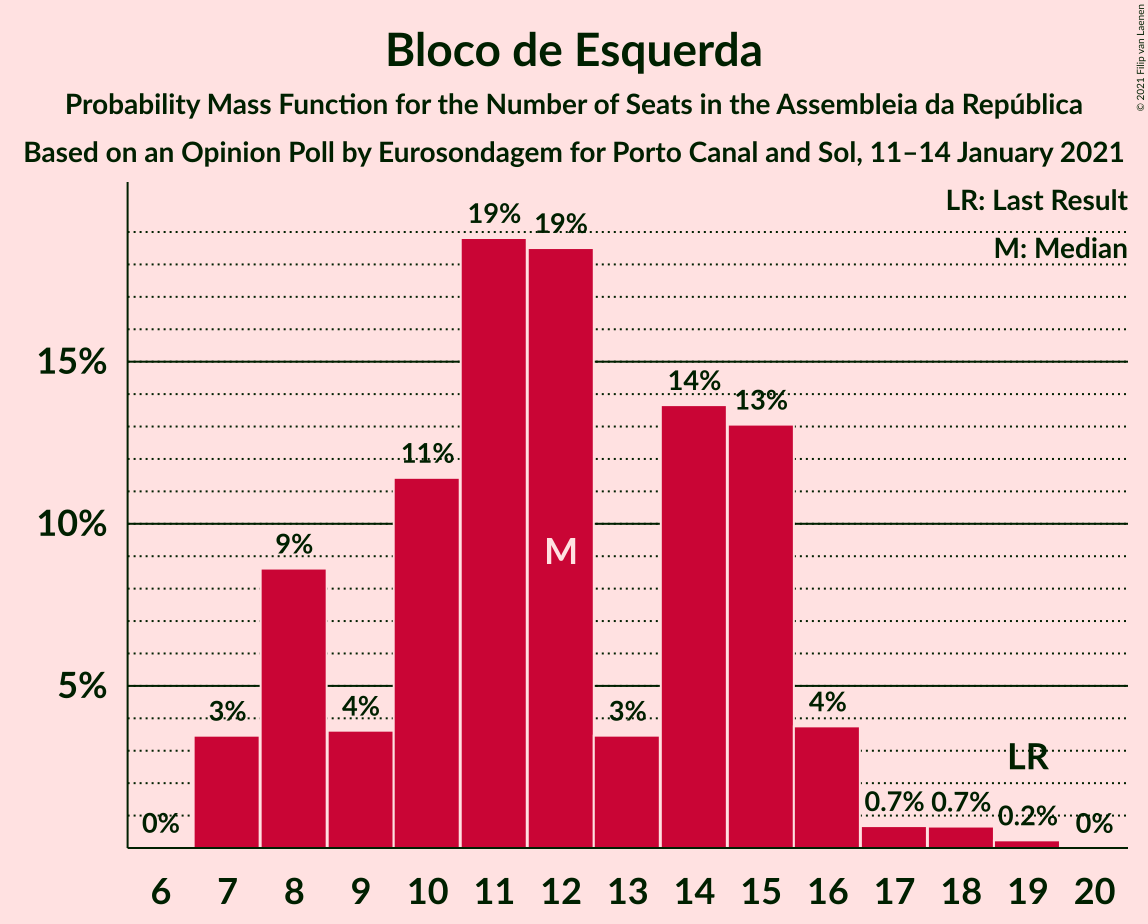 Bloco de Esquerda
Probability Mass Function for the Number of Seats in the Assembleia da República
Based on an Opinion Poll by Eurosondagem for Porto Canal and Sol, 11–14 January 2021
© 2021 Filip van Laenen
LR: Last Result
M: Median
15%
10%
5%
0%
3%
9%
4%
11%
19%
19%
3%
14%
13%
4%
0.7%
0.7%
0.2%
0%
M
LR
6 7 8 9 10 11 12 13 14 15 16 17 18 19 20